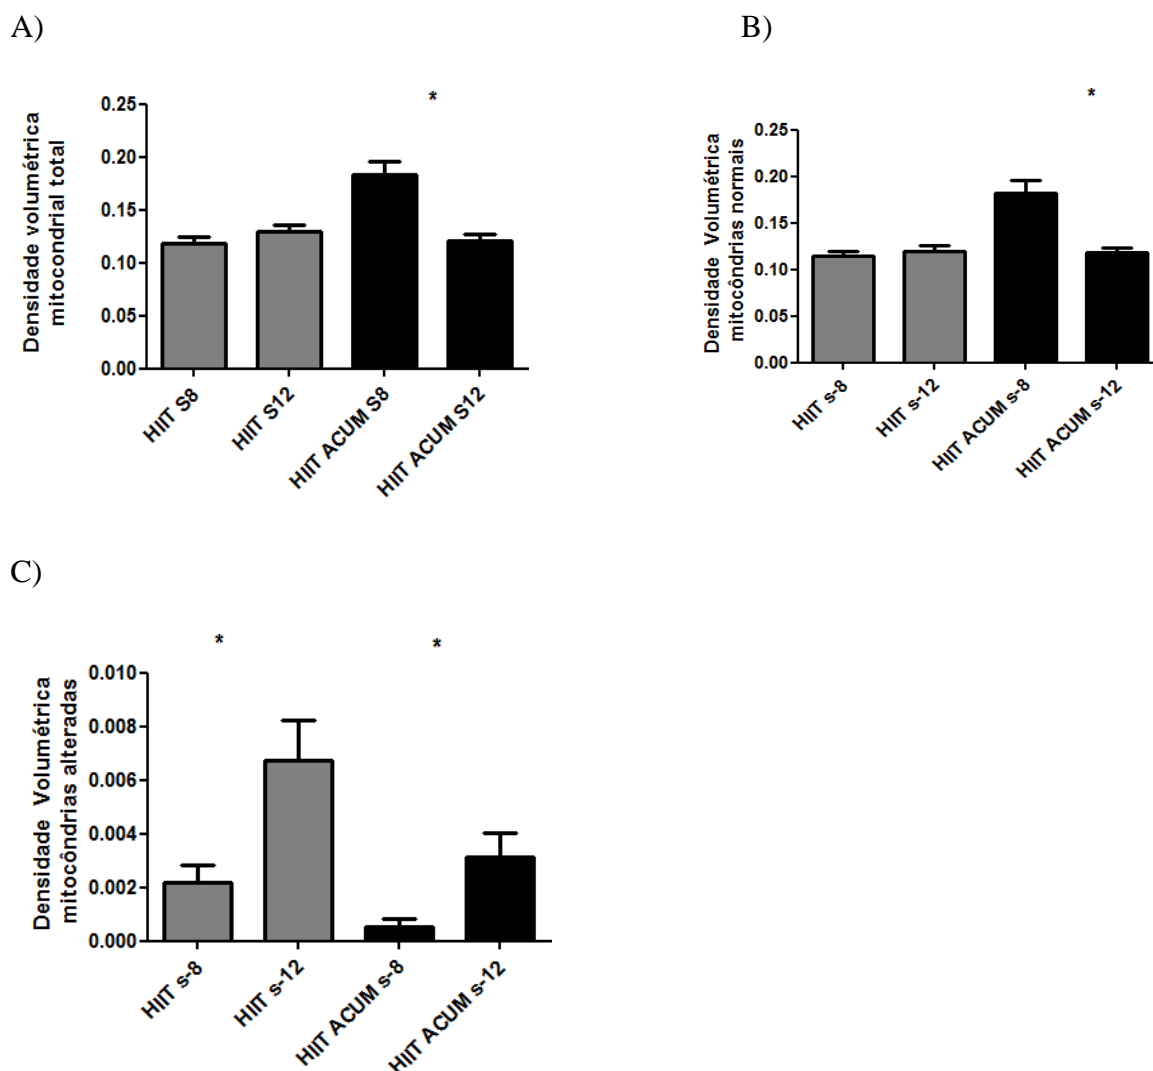 A)
*
Densidade volumétrica
mitocondrial total
0.25
0.20
0.15
0.10
0.05
0.00
HIIT S8
HIIT S12
HIIT ACUM S8
HIIT ACUM S12
B)
*
Densidade Volumétrica
mitocôndrias normais
0.25
0.20
0.15
0.10
0.05
0.00
HIIT s-8
HIIT s-12
HIIT ACUM s-8
HIIT ACUM s-12
C)
*
*
Densidade Volumétrica
mitocôndrias alteradas
0.010
0.008
0.006
0.004
0.002
0.000
HIIT s-8
HIIT s-12
HIIT ACUM s-8
HIIT ACUM s-12